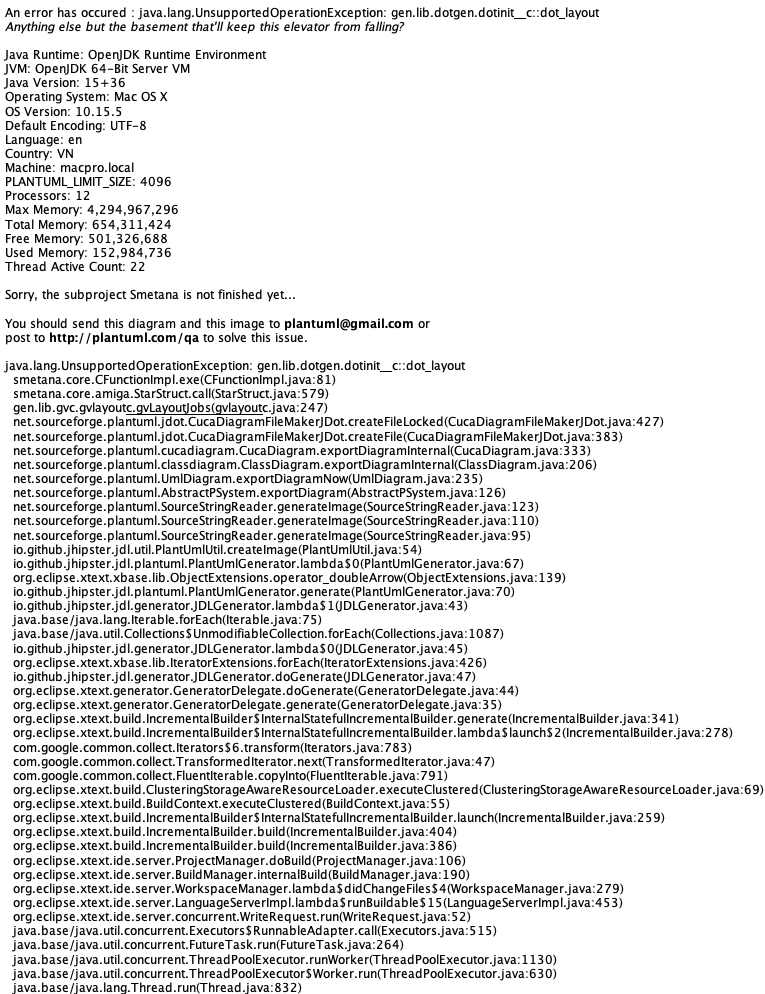 An error has occured : java.lang.UnsupportedOperationException: gen.lib.dotgen.dotinit__c::dot_layout
Anything else but the basement that'll keep this elevator from falling?
Java Runtime: OpenJDK Runtime Environment
JVM: OpenJDK 64-Bit Server VM
Java Version: 15+36
Operating System: Mac OS X
OS Version: 10.15.5
Default Encoding: UTF-8
Language: en
Country: VN
Machine: macpro.local
PLANTUML_LIMIT_SIZE: 4096
Processors: 12
Max Memory: 4,294,967,296
Total Memory: 654,311,424
Free Memory: 501,326,688
Used Memory: 152,984,736
Thread Active Count: 22
Sorry, the subproject Smetana is not finished yet...
You should send this diagram and this image to plantuml@gmail.com or
post to http://plantuml.com/qa to solve this issue.
java.lang.UnsupportedOperationException: gen.lib.dotgen.dotinit__c::dot_layout
smetana.core.CFunctionImpl.exe(CFunctionImpl.java:81)
smetana.core.amiga.StarStruct.call(StarStruct.java:579)
gen.lib.gvc.gvlayoutc.gvLayoutJobs(gvlayoutc.java:247)
net.sourceforge.plantuml.jdot.CucaDiagramFileMakerJDot.createFileLocked(CucaDiagramFileMakerJDot.java:427)
net.sourceforge.plantuml.jdot.CucaDiagramFileMakerJDot.createFile(CucaDiagramFileMakerJDot.java:383)
net.sourceforge.plantuml.cucadiagram.CucaDiagram.exportDiagramInternal(CucaDiagram.java:333)
net.sourceforge.plantuml.classdiagram.ClassDiagram.exportDiagramInternal(ClassDiagram.java:206)
net.sourceforge.plantuml.UmlDiagram.exportDiagramNow(UmlDiagram.java:235)
net.sourceforge.plantuml.AbstractPSystem.exportDiagram(AbstractPSystem.java:126)
net.sourceforge.plantuml.SourceStringReader.generateImage(SourceStringReader.java:123)
net.sourceforge.plantuml.SourceStringReader.generateImage(SourceStringReader.java:110)
net.sourceforge.plantuml.SourceStringReader.generateImage(SourceStringReader.java:95)
io.github.jhipster.jdl.util.PlantUmlUtil.createImage(PlantUmlUtil.java:54)
io.github.jhipster.jdl.plantuml.PlantUmlGenerator.lambda$0(PlantUmlGenerator.java:67)
org.eclipse.xtext.xbase.lib.ObjectExtensions.operator_doubleArrow(ObjectExtensions.java:139)
io.github.jhipster.jdl.plantuml.PlantUmlGenerator.generate(PlantUmlGenerator.java:70)
io.github.jhipster.jdl.generator.JDLGenerator.lambda$1(JDLGenerator.java:43)
java.base/java.lang.Iterable.forEach(Iterable.java:75)
java.base/java.util.Collections$UnmodifiableCollection.forEach(Collections.java:1087)
io.github.jhipster.jdl.generator.JDLGenerator.lambda$0(JDLGenerator.java:45)
org.eclipse.xtext.xbase.lib.IteratorExtensions.forEach(IteratorExtensions.java:426)
io.github.jhipster.jdl.generator.JDLGenerator.doGenerate(JDLGenerator.java:47)
org.eclipse.xtext.generator.GeneratorDelegate.doGenerate(GeneratorDelegate.java:44)
org.eclipse.xtext.generator.GeneratorDelegate.generate(GeneratorDelegate.java:35)
org.eclipse.xtext.build.IncrementalBuilder$InternalStatefulIncrementalBuilder.generate(IncrementalBuilder.java:341)
org.eclipse.xtext.build.IncrementalBuilder$InternalStatefulIncrementalBuilder.lambda$launch$2(IncrementalBuilder.java:278)
com.google.common.collect.Iterators$6.transform(Iterators.java:783)
com.google.common.collect.TransformedIterator.next(TransformedIterator.java:47)
com.google.common.collect.FluentIterable.copyInto(FluentIterable.java:791)
org.eclipse.xtext.build.ClusteringStorageAwareResourceLoader.executeClustered(ClusteringStorageAwareResourceLoader.java:69)
org.eclipse.xtext.build.BuildContext.executeClustered(BuildContext.java:55)
org.eclipse.xtext.build.IncrementalBuilder$InternalStatefulIncrementalBuilder.launch(IncrementalBuilder.java:259)
org.eclipse.xtext.build.IncrementalBuilder.build(IncrementalBuilder.java:404)
org.eclipse.xtext.build.IncrementalBuilder.build(IncrementalBuilder.java:386)
org.eclipse.xtext.ide.server.ProjectManager.doBuild(ProjectManager.java:106)
org.eclipse.xtext.ide.server.BuildManager.internalBuild(BuildManager.java:190)
org.eclipse.xtext.ide.server.WorkspaceManager.lambda$didChangeFiles$4(WorkspaceManager.java:279)
org.eclipse.xtext.ide.server.LanguageServerImpl.lambda$runBuildable$15(LanguageServerImpl.java:453)
org.eclipse.xtext.ide.server.concurrent.WriteRequest.run(WriteRequest.java:52)
java.base/java.util.concurrent.Executors$RunnableAdapter.call(Executors.java:515)
java.base/java.util.concurrent.FutureTask.run(FutureTask.java:264)
java.base/java.util.concurrent.ThreadPoolExecutor.runWorker(ThreadPoolExecutor.java:1130)
java.base/java.util.concurrent.ThreadPoolExecutor$Worker.run(ThreadPoolExecutor.java:630)
java.base/java.lang.Thread.run(Thread.java:832)